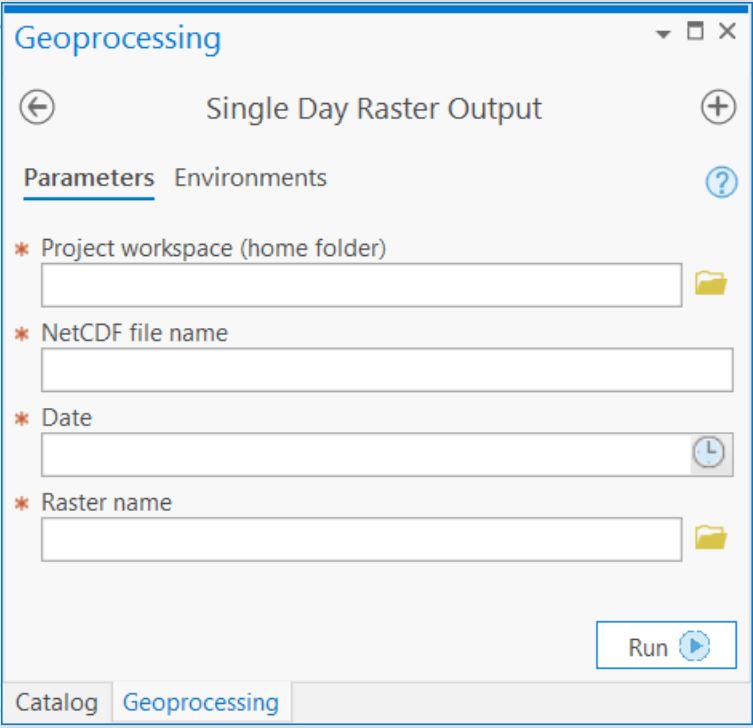 Geoprocessing
Single Day Raster Output
Parameters Environments
* Project workspace (home folder)
* NetCDF file name
* Date
* Raster name
Run
Catalog Geoprocessing